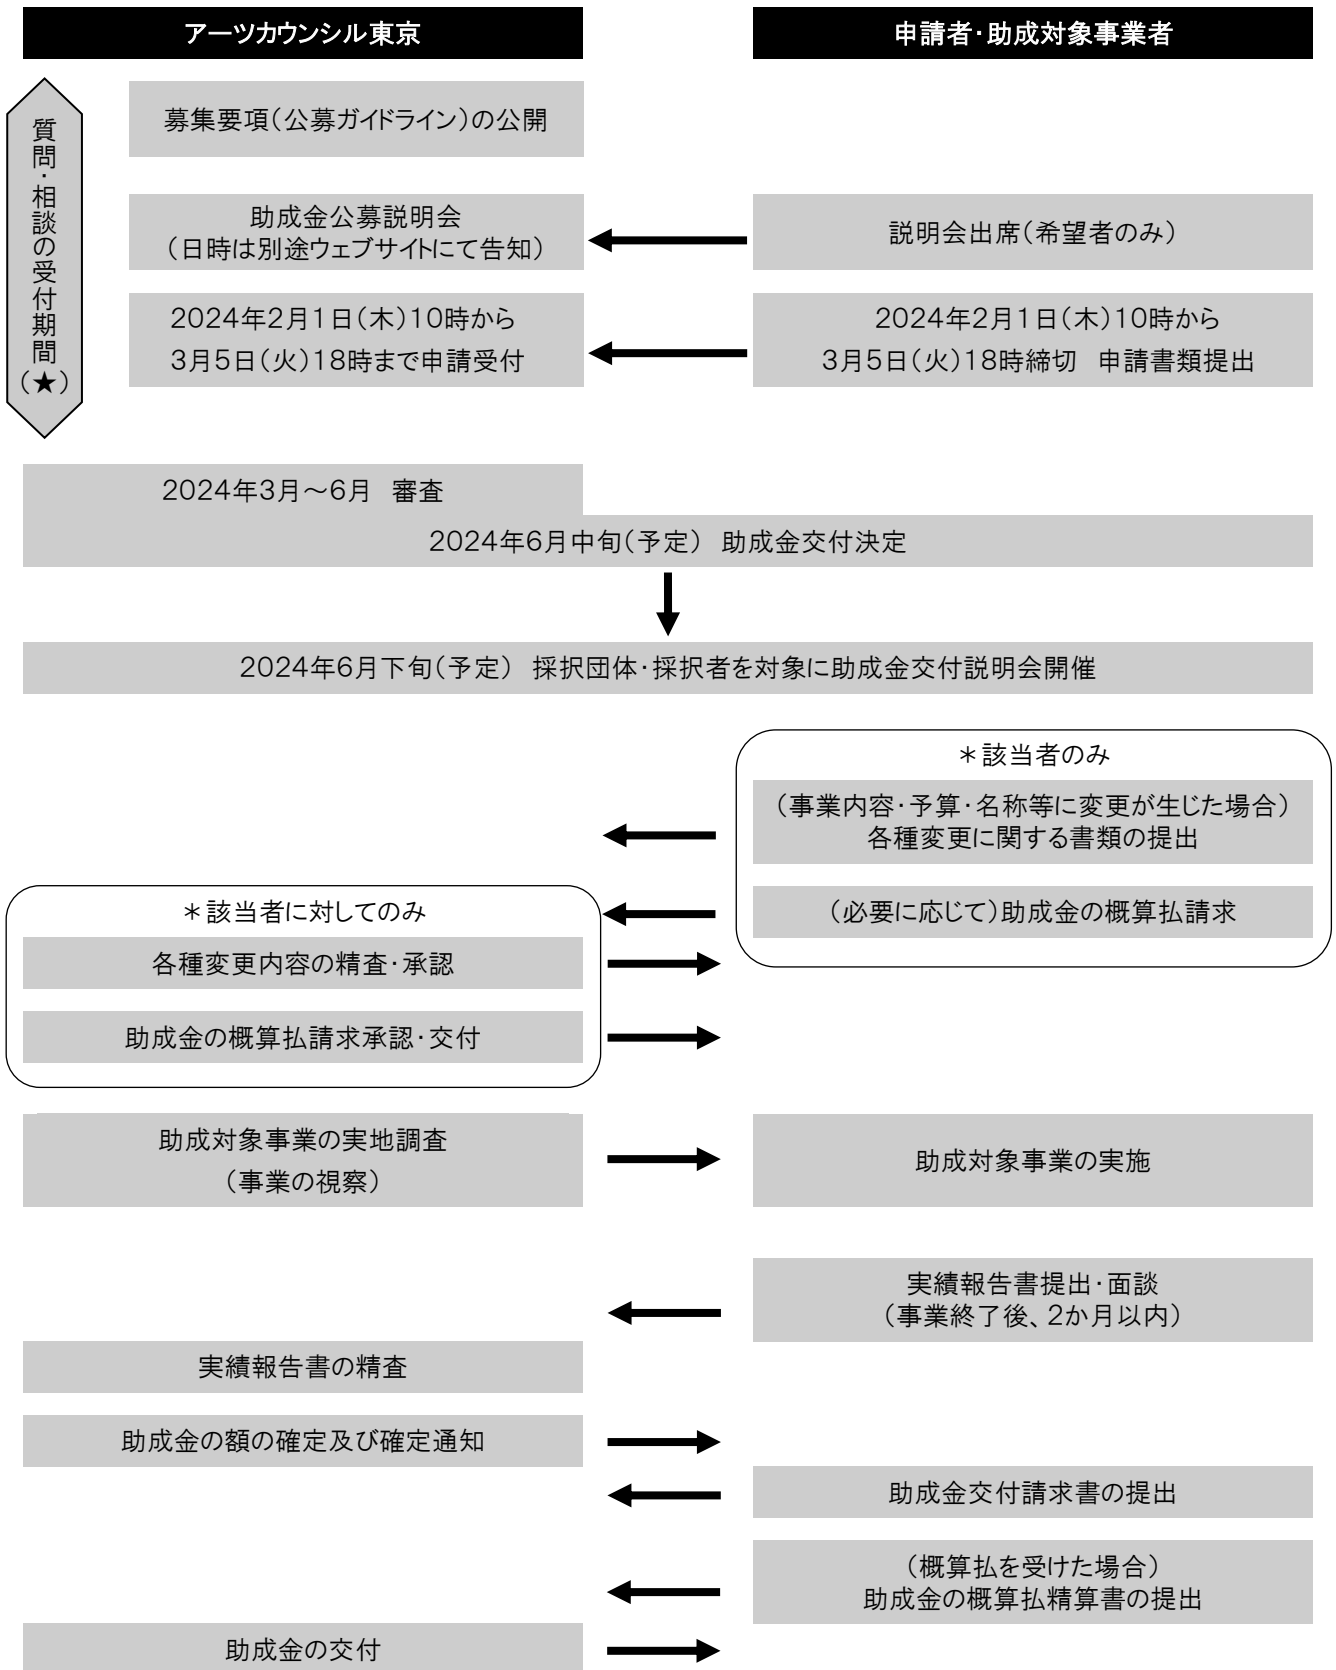 アーツカウンシル東京
申請者・助成対象事業者
質問・相談の受付期間(★)
募集要項(公募ガイドライン)の公開
助成金公募説明会
(日時は別途ウェブサイトにて告知)
説明会出席(希望者のみ)
2024年2月1日(木)10時から
3月5日(火)18時まで申請受付
2024年2月1日(木)10時から
3月5日(火)18時締切 申請書類提出
2024年3月~6月 審査
2024年6月中旬(予定) 助成金交付決定
2024年6月下旬(予定) 採択団体・採択者を対象に助成金交付説明会開催
*該当者のみ
(事業内容・予算・名称等に変更が生じた場合)
各種変更に関する書類の提出
(必要に応じて)助成金の概算払請求
*該当者に対してのみ
各種変更内容の精査・承認
助成金の概算払請求承認・交付
助成対象事業の実地調査
(事業の視察)
助成対象事業の実施
実績報告書提出・面談
(事業終了後、2か月以内)
実績報告書の精査
助成金の額の確定及び確定通知
助成金交付請求書の提出
(概算払を受けた場合)
助成金の概算払精算書の提出
助成金の交付